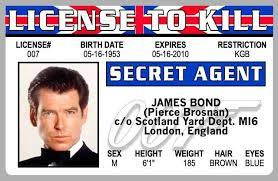 LICENSE TO KILL
LICENSE# BIRTH DATE EXPIRES RESTRICTION
007 05-16-1953 05-16-2010 KGB
SECRET AGENT
JAMES BOND
(Pierce Brosnan)
c/o Scotland Yard Dept. MI6
London, England
SEX HEIGHT WEIGHT HAIR EYES
M 6'1" 185 BROWN BLUE
007